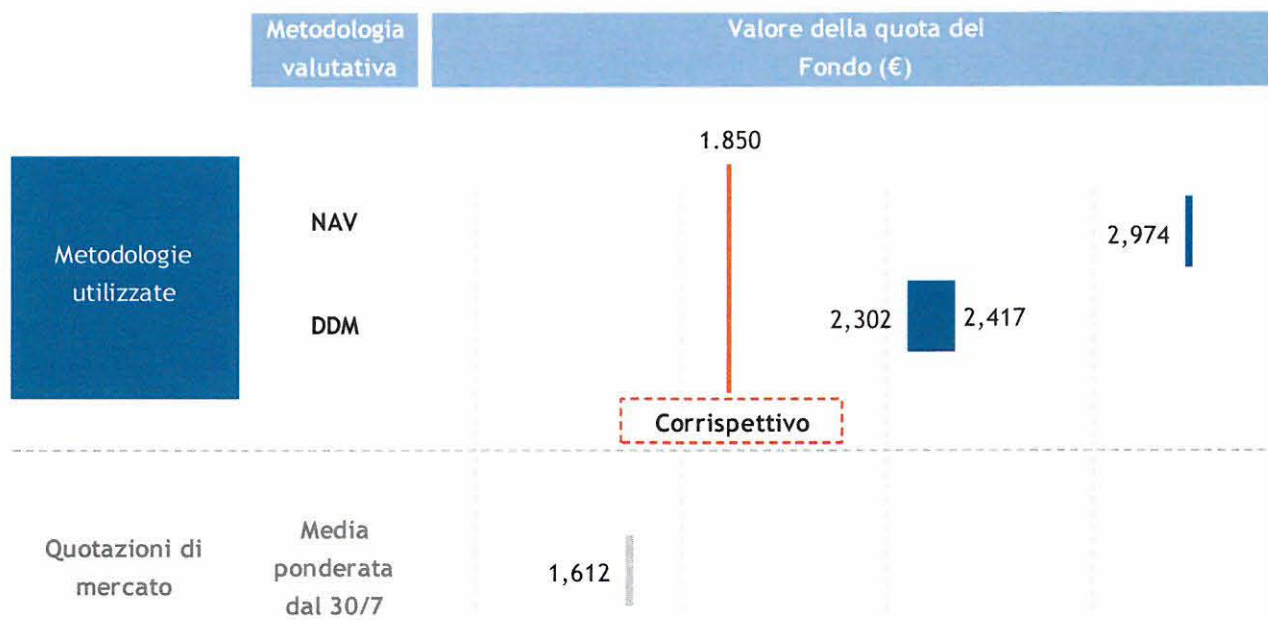 Metodologia
valutativa
Valore della quota del
Fondo (€)
1.850
Metodologie
utilizzate
NAV
2,974
DDM
2,302
2,417
Corrispettivo
Quotazioni di
mercato
Media
ponderata
dal 30/7
1,612